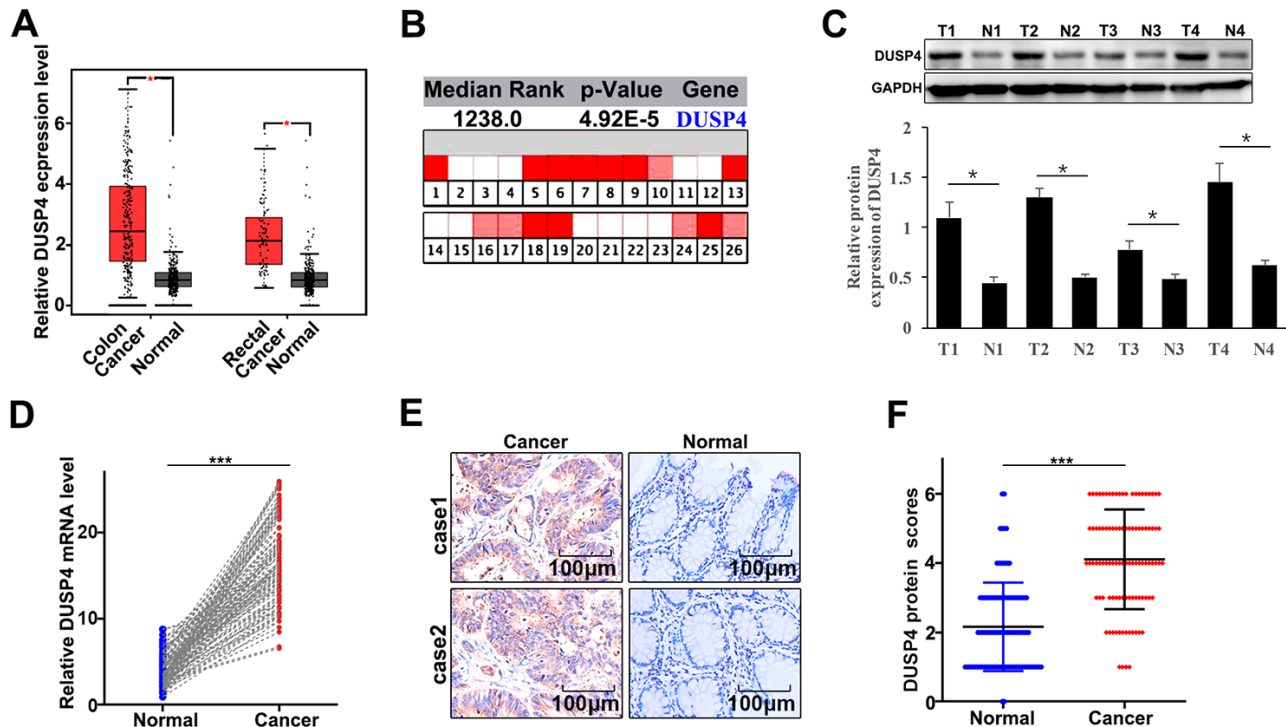 A
Relative DUSP4 ecpression level
6
4
2
0
*
*
Colon
Cancer
Normal
Rectal
Cancer
Normal
B
Median Rank p-Value Gene
1238.0 4.92E-5 DUSP4
1 2 3 4 5 6 7 8 9 10 11 12 13
14 15 16 17 18 19 20 21 22 23 24 25 26
C
T1 N1 T2 N2 T3 N3 T4 N4
DUSP4
GAPDH
Relative protein
expression of DUSP4
2
1.5
1
0.5
0
* * * *
T1 N1 T2 N2 T3 N3 T4 N4
D
Relative DUSP4 mRNA level
***
20
10
0
Normal Cancer
E
Cancer Normal
case1
100μm 100μm
case2
100μm 100μm
F
DUSP4 protein scores
***
6
4
2
0
Normal Cancer